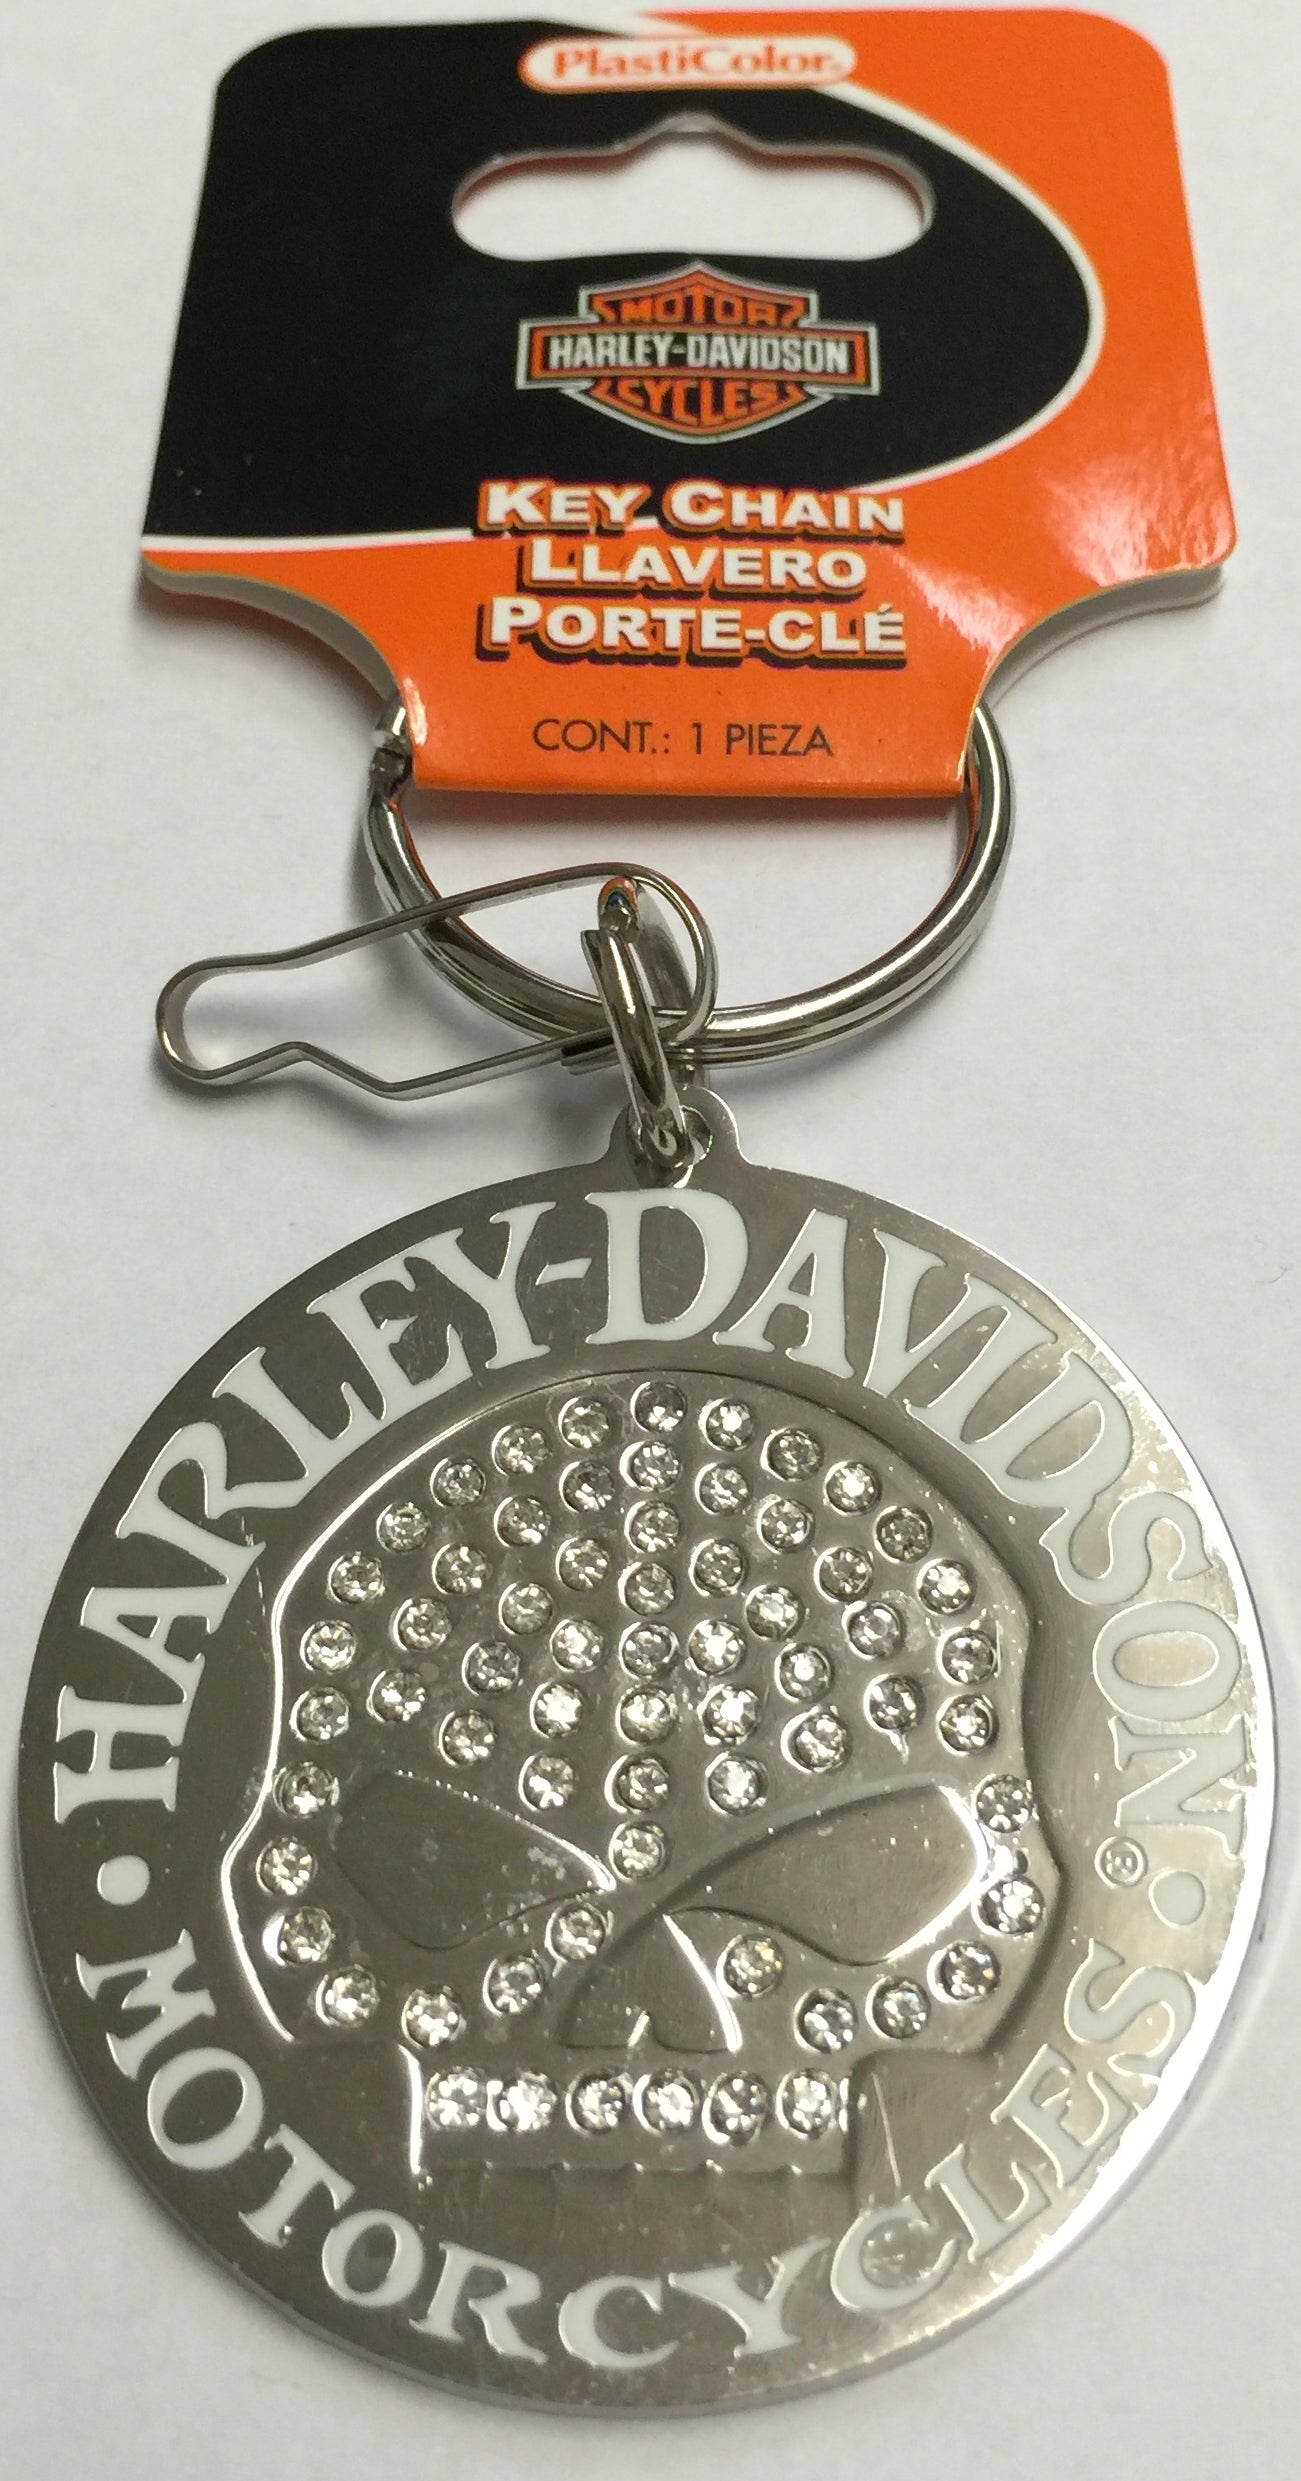 PlastiColor®
MOTOR
HARLEY-DAVIDSON
CYCLES
KEY CHAIN
LLAVERO
PORTE-CLÉ
CONT.: 1 PIEZA
• HARLEY-DAVIDSON® •
MOTORCYCLES